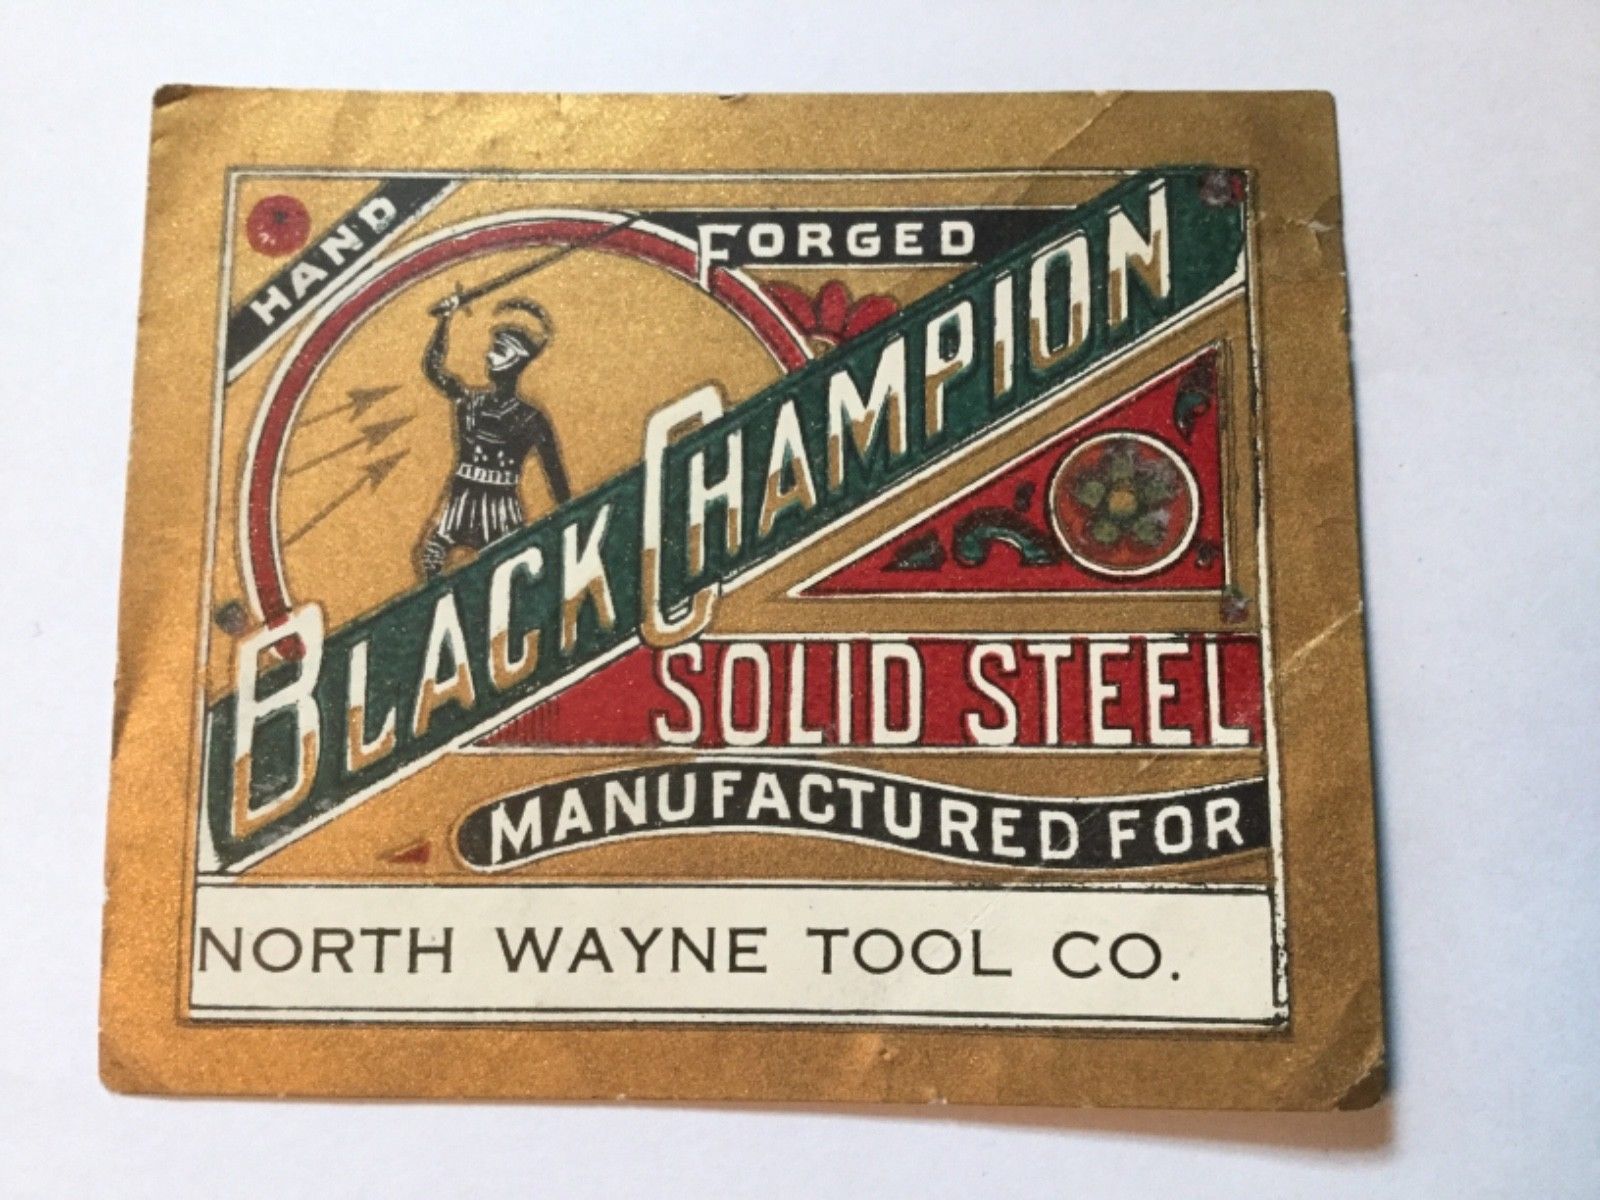 HAND FORGED
BLACK CHAMPION
SOLID STEEL
MANUFACTURED FOR
NORTH WAYNE TOOL CO.